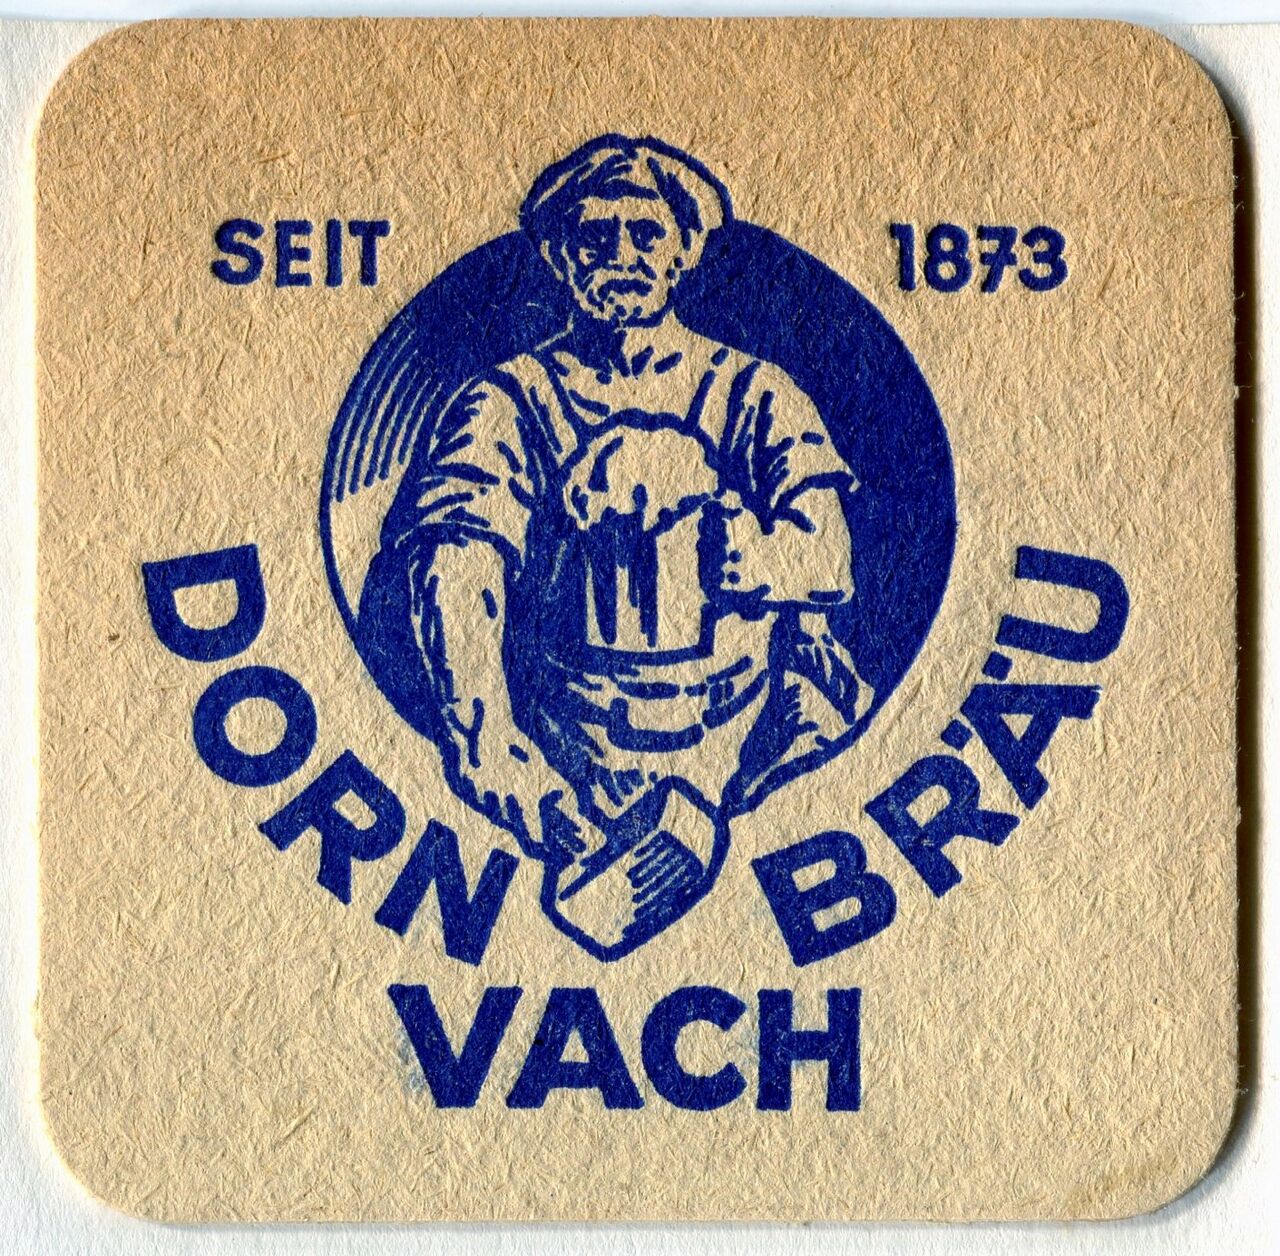 SEIT 1873
DORN BRÄU
VACH